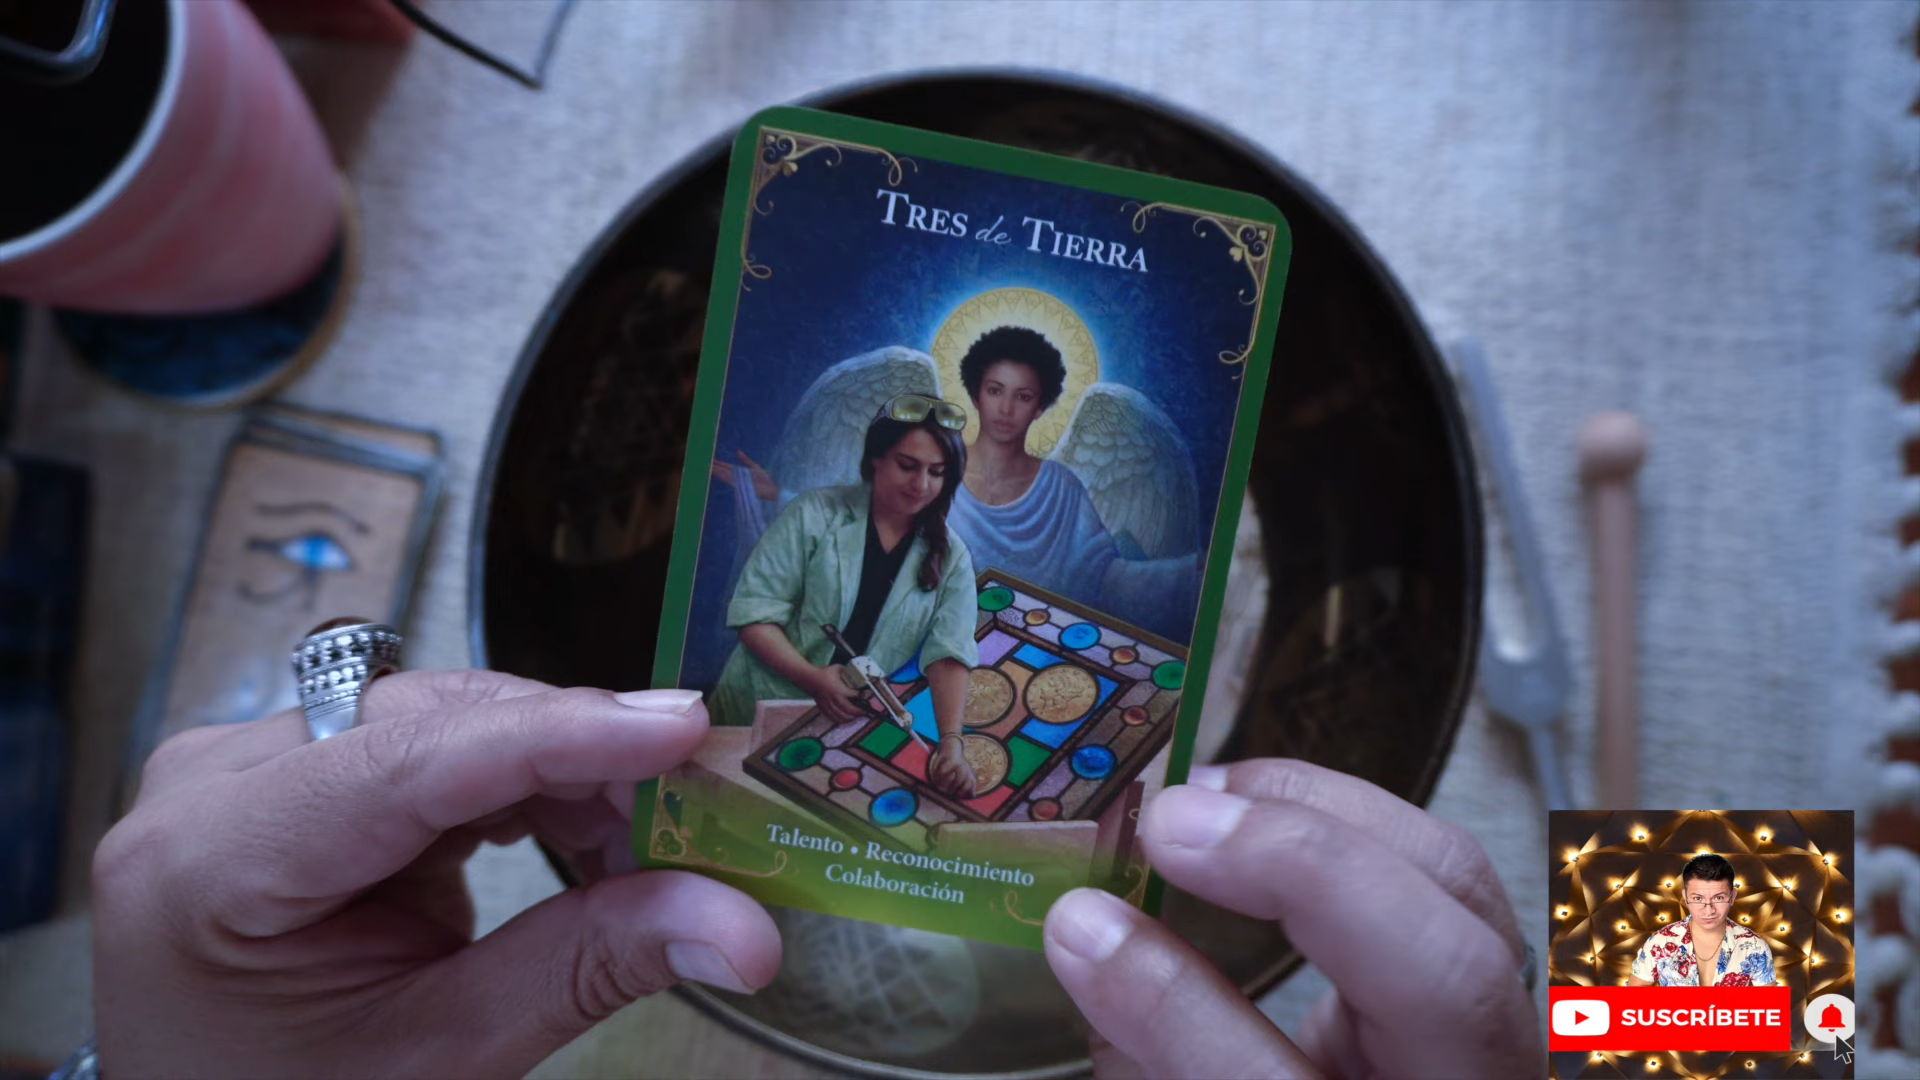 TRES de TIERRA
Talento • Reconocimiento
Colaboración
SUSCRÍBETE